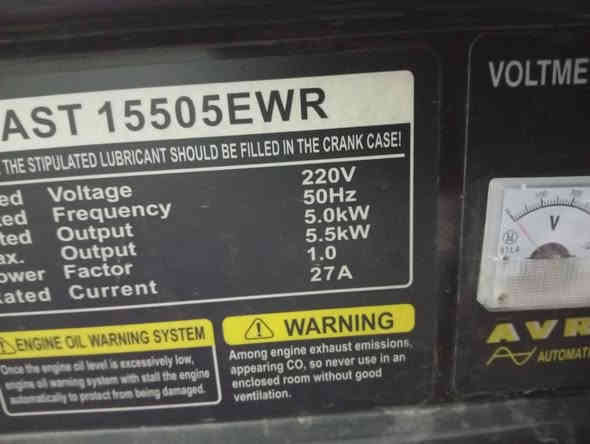 AST 15505EWR
THE STIPULATED LUBRICANT SHOULD BE FILLED IN THE CRANK CASE!
ed Voltage 220V
ted Frequency 50Hz
ted Output 5.0kW
ax. Output 5.5kW
ower Factor 1.0
Rated Current 27A
ENGINE OIL WARNING SYSTEM
Once the engine oil level is excessively low,
engine oil warning system with stall the engine
automatically to protect from being damaged.
WARNING
Among engine exhaust emissions,
appearing CO, so never use in an
enclosed room without good
ventilation.
VOLTME
V
AVR
AUTOMATI